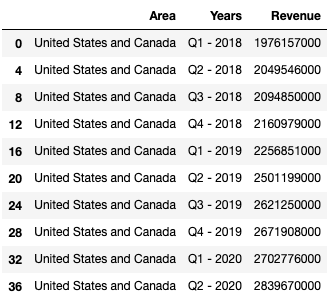 Area Years Revenue
0 United States and Canada Q1 - 2018 1976157000
4 United States and Canada Q2 - 2018 2049546000
8 United States and Canada Q3 - 2018 2094850000
12 United States and Canada Q4 - 2018 2160979000
16 United States and Canada Q1 - 2019 2256851000
20 United States and Canada Q2 - 2019 2501199000
24 United States and Canada Q3 - 2019 2621250000
28 United States and Canada Q4 - 2019 2671908000
32 United States and Canada Q1 - 2020 2702776000
36 United States and Canada Q2 - 2020 2839670000